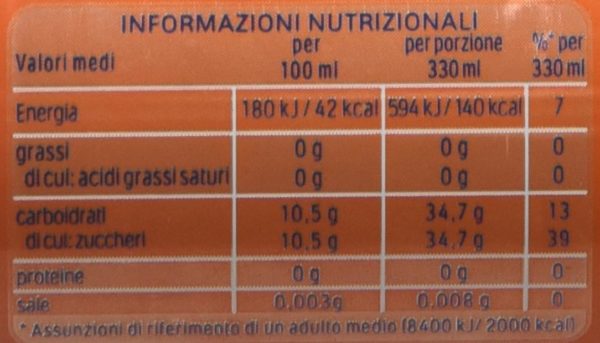 INFORMAZIONI NUTRIZIONALI
Valori medi per 100 ml per porzione 330 ml %* per 330 ml
Energia 180 kJ / 42 kcal 594 kJ / 140 kcal 7
grassi 0 g 0 g 0
di cui: acidi grassi saturi 0 g 0 g 0
carboidrati 10,5 g 34,7 g 13
di cui: zuccheri 10,5 g 34,7 g 39
proteine 0 g 0 g 0
sale 0,003g 0,008 g 0
* Assunzioni di riferimento di un adulto medio (8400 kJ/ 2000 kcal)